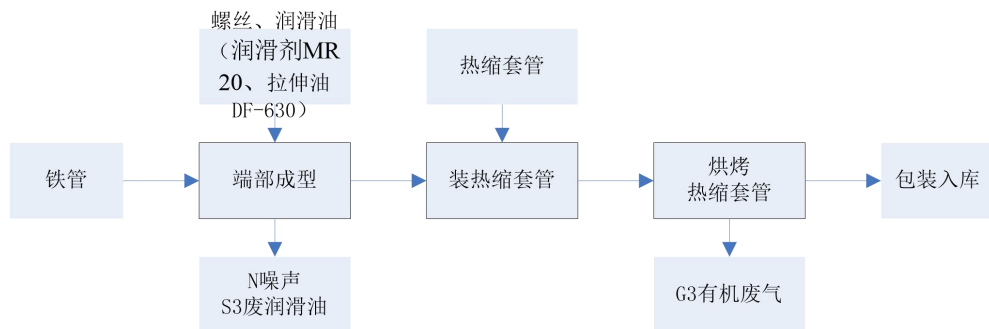 螺丝、润滑油
（润滑剂MR
20、拉伸油
DF-630）
热缩套管
铁管
端部成型
装热缩套管
烘烤
热缩套管
包装入库
N噪声
S3废润滑油
G3有机废气